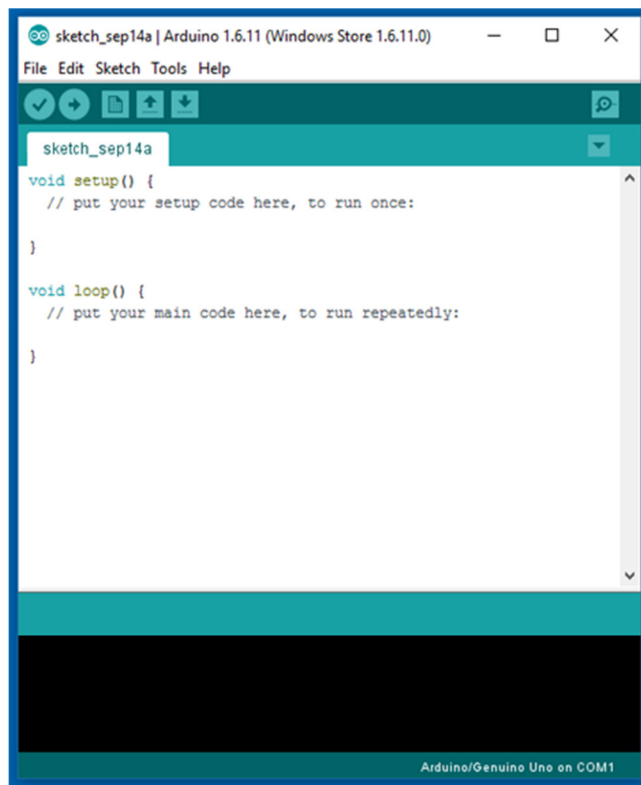 sketch_sep14a | Arduino 1.6.11 (Windows Store 1.6.11.0)
File Edit Sketch Tools Help
sketch_sep14a
void setup() {
  // put your setup code here, to run once:
}
void loop() {
  // put your main code here, to run repeatedly:
}
Arduino/Genuino Uno on COM1